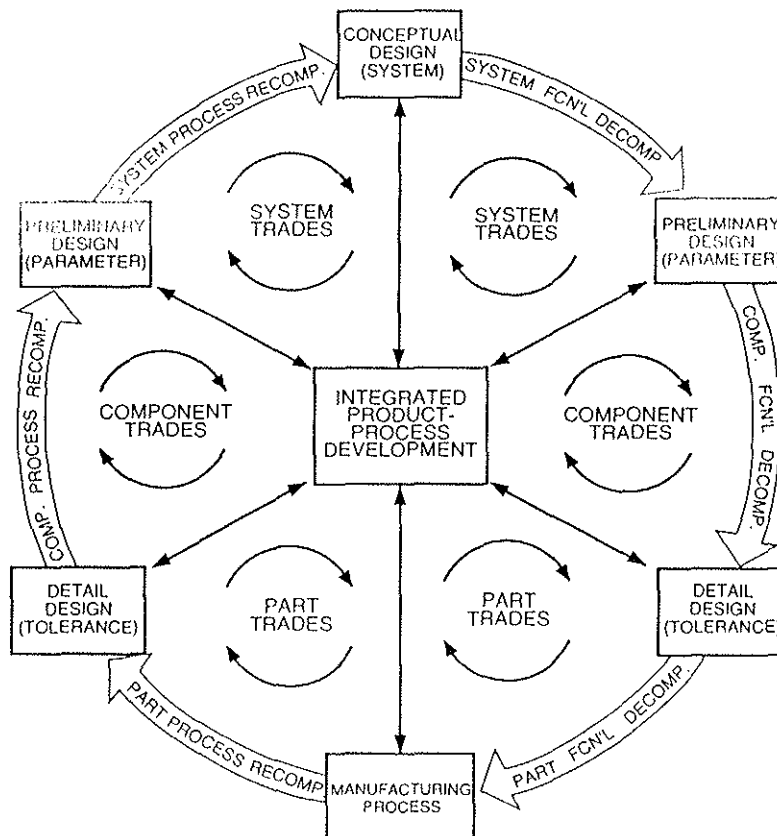 CONCEPTUAL
DESIGN
(SYSTEM)
SYSTEM PROCESS RECOMP.
SYSTEM FCN'L DECOMP.
SYSTEM
TRADES
SYSTEM
TRADES
PRELIMINARY
DESIGN
(PARAMETER)
PRELIMINARY
DESIGN
(PARAMETER)
COMP. PROCESS RECOMP.
COMPONENT
TRADES
INTEGRATED
PRODUCT-
PROCESS
DEVELOPMENT
COMPONENT
TRADES
COMP. FCN'L DECOMP.
DETAIL
DESIGN
(TOLERANCE)
PART
TRADES
PART
TRADES
DETAIL
DESIGN
(TOLERANCE)
PART PROCESS RECOMP.
PART FCN'L DECOMP.
MANUFACTURING
PROCESS